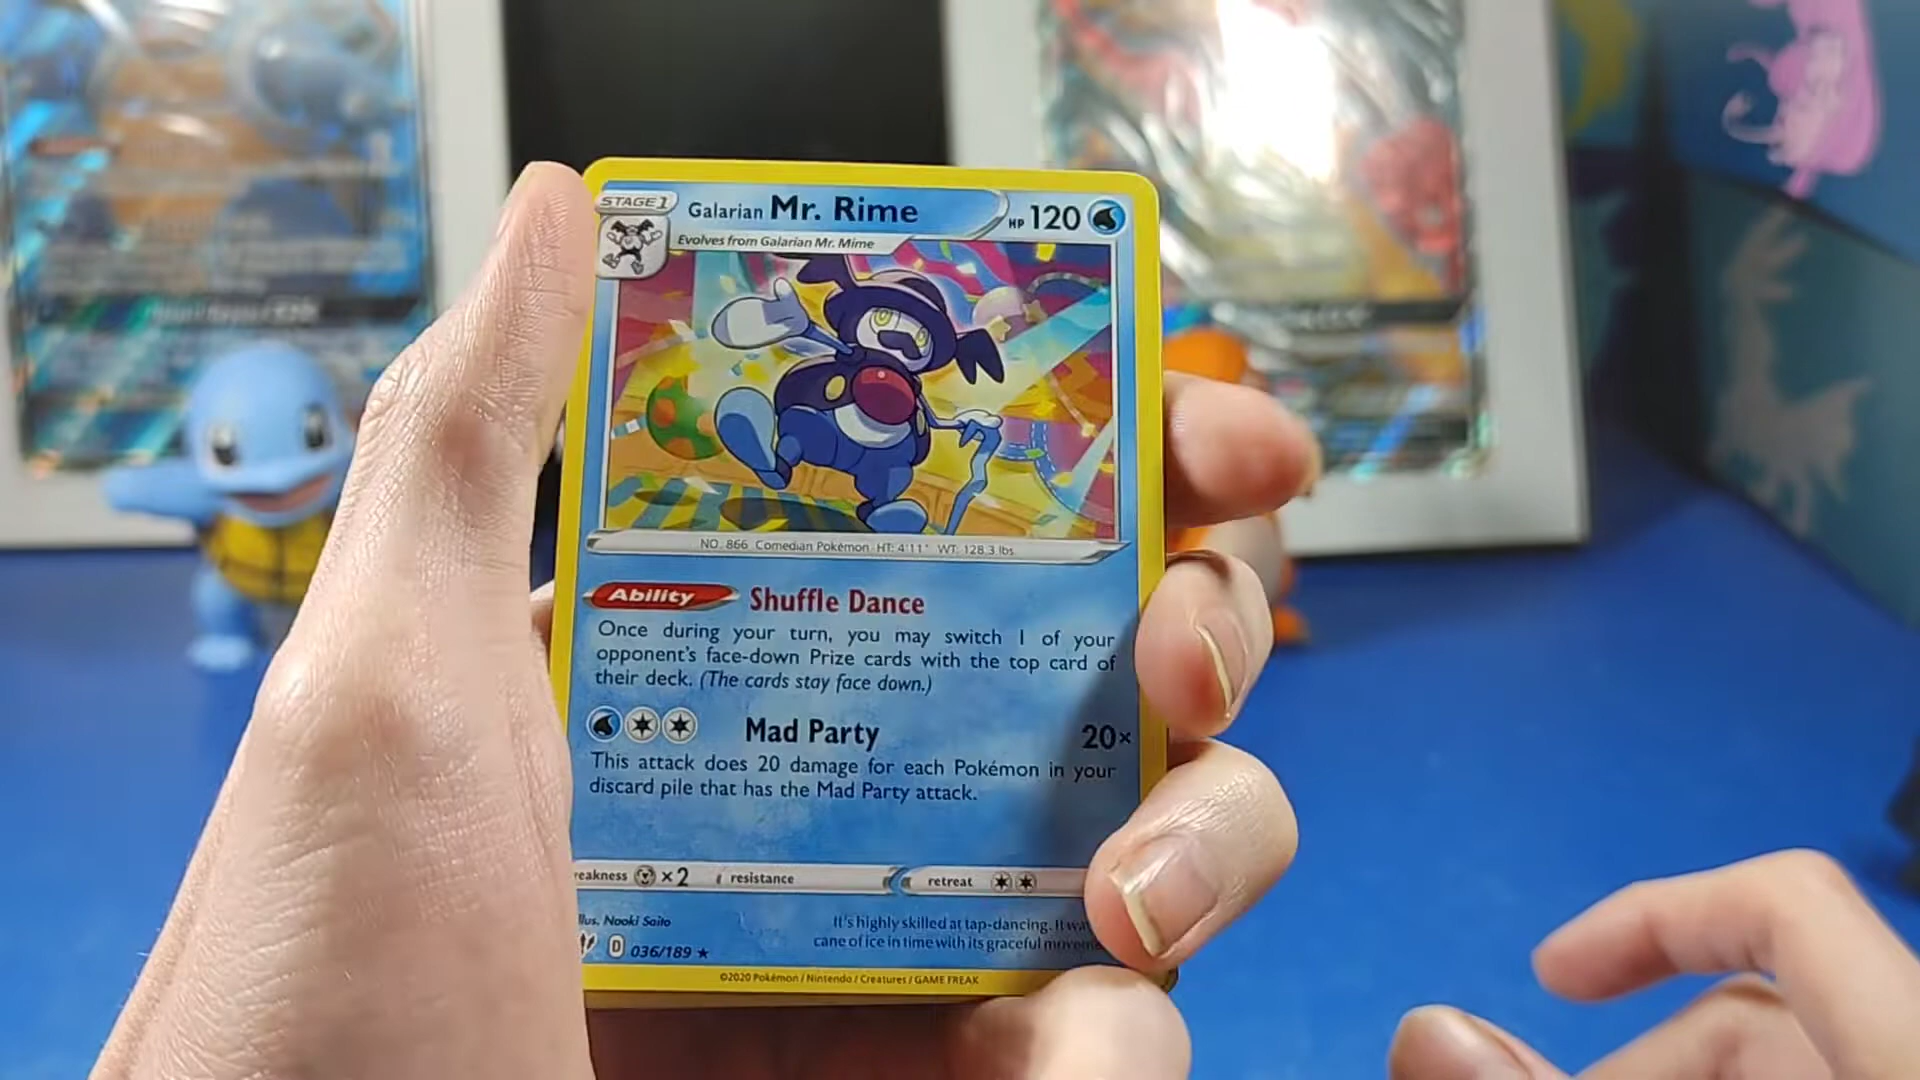 STAGE 1
Galarian Mr. Rime
HP 120
Evolves from Galarian Mr. Mime
NO. 866 Comedian Pokémon HT: 4'11" WT: 128.3 lbs.
Ability Shuffle Dance
Once during your turn, you may switch 1 of your
opponent's face-down Prize cards with the top card of
their deck. (The cards stay face down.)
Mad Party 20×
This attack does 20 damage for each Pokémon in your
discard pile that has the Mad Party attack.
eakness ×2 resistance retreat
llus. Naoki Saito
It's highly skilled at tap-dancing. It wa
cane of ice in time with its graceful moveme
D 036/189 ★
©2020 Pokémon / Nintendo / Creatures / GAME FREAK